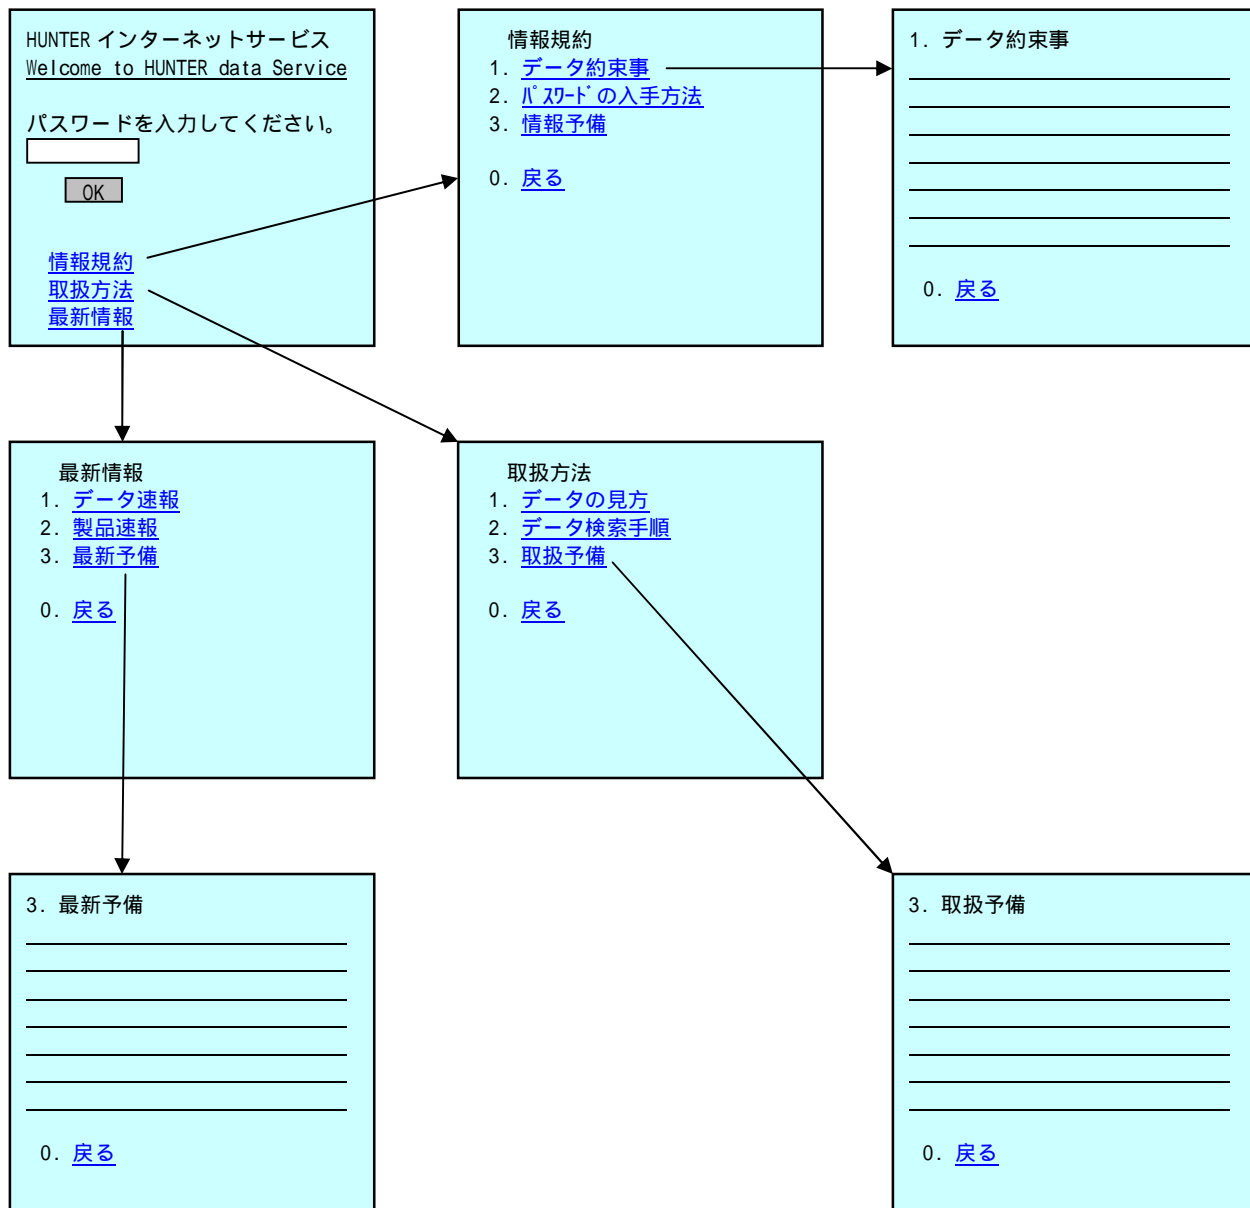 HUNTER インターネットサービス
Welcome to HUNTER data Service
パスワードを入力してください。
OK
情報規約
取扱方法
最新情報
情報規約
1. データ約束事
2. ﾊﾟｽﾜｰﾄﾞの入手方法
3. 情報予備
0. 戻る
1. データ約束事
0. 戻る
最新情報
1. データ速報
2. 製品速報
3. 最新予備
0. 戻る
取扱方法
1. データの見方
2. データ検索手順
3. 取扱予備
0. 戻る
3. 最新予備
0. 戻る
3. 取扱予備
0. 戻る